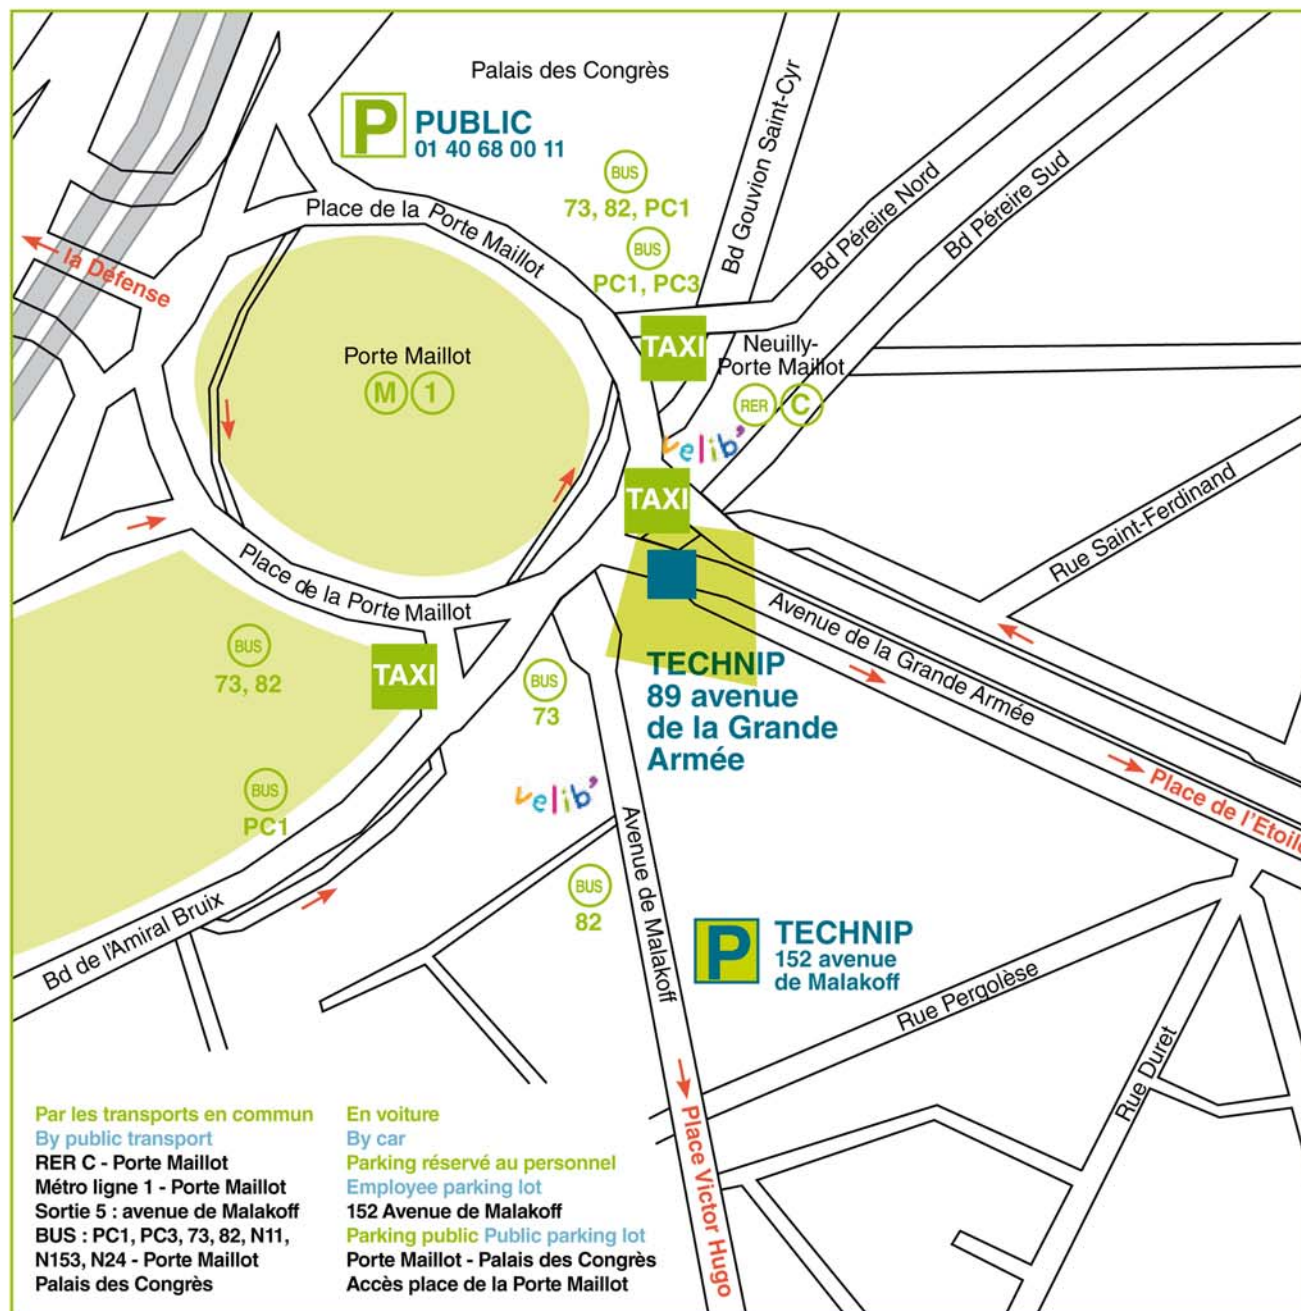 Palais des Congrès
P PUBLIC
01 40 68 00 11
BUS
73, 82, PC1
BUS
PC1, PC3
Bd Gouvion Saint-Cyr
Bd Péreire Nord
Bd Péreire Sud
Place de la Porte Maillot
la Défense
TAXI
Neuilly-
Porte Maillot
RER C
Porte Maillot
M 1
velib'
TAXI
Rue Saint-Ferdinand
Place de la Porte Maillot
Avenue de la Grande Armée
BUS
73, 82
TAXI
BUS
73
TECHNIP
89 avenue
de la Grande
Armée
Place de l'Etoile
BUS
PC1
velib'
Avenue de Malakoff
BUS
82
Bd de l'Amiral Bruix
P TECHNIP
152 avenue
de Malakoff
Rue Pergolèse
Rue Duret
Place Victor Hugo
Par les transports en commun
By public transport
RER C - Porte Maillot
Métro ligne 1 - Porte Maillot
Sortie 5 : avenue de Malakoff
BUS : PC1, PC3, 73, 82, N11,
N153, N24 - Porte Maillot
Palais des Congrès
En voiture
By car
Parking réservé au personnel
Employee parking lot
152 Avenue de Malakoff
Parking public Public parking lot
Porte Maillot - Palais des Congrès
Accès place de la Porte Maillot